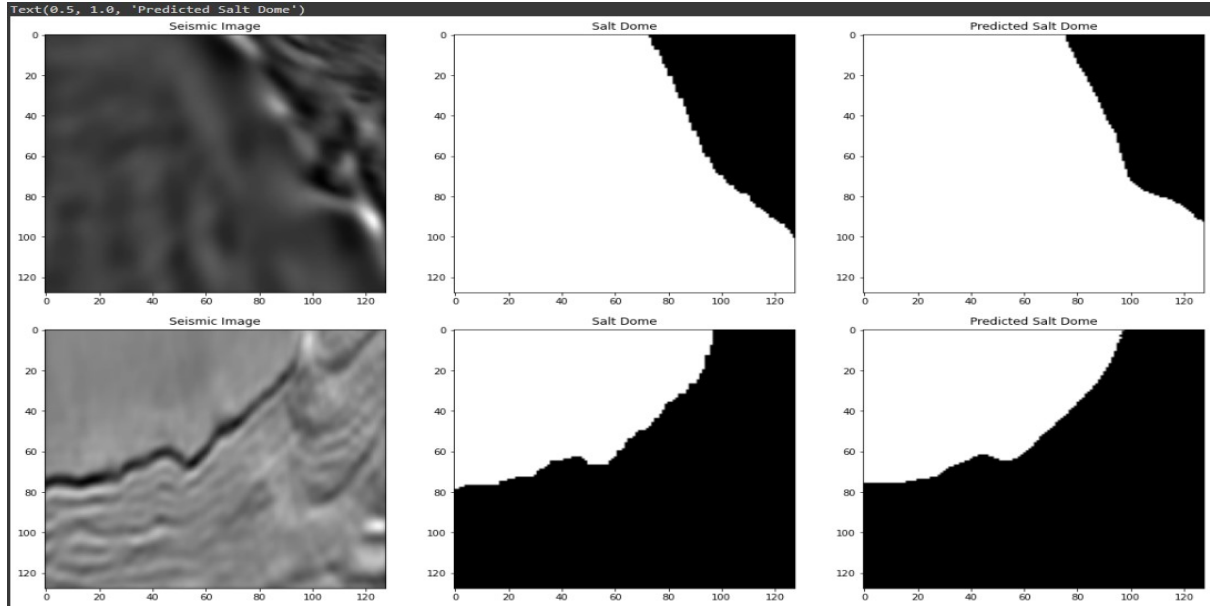 Text(0.5, 1.0, 'Predicted Salt Dome')
Seismic Image Salt Dome Predicted Salt Dome
0 0 0
20 20 20
40 40 40
60 60 60
80 80 80
100 100 100
120 120 120
0 20 40 60 80 100 120 0 20 40 60 80 100 120 0 20 40 60 80 100 120
Seismic Image Salt Dome Predicted Salt Dome
0 0 0
20 20 20
40 40 40
60 60 60
80 80 80
100 100 100
120 120 120
0 20 40 60 80 100 120 0 20 40 60 80 100 120 0 20 40 60 80 100 120